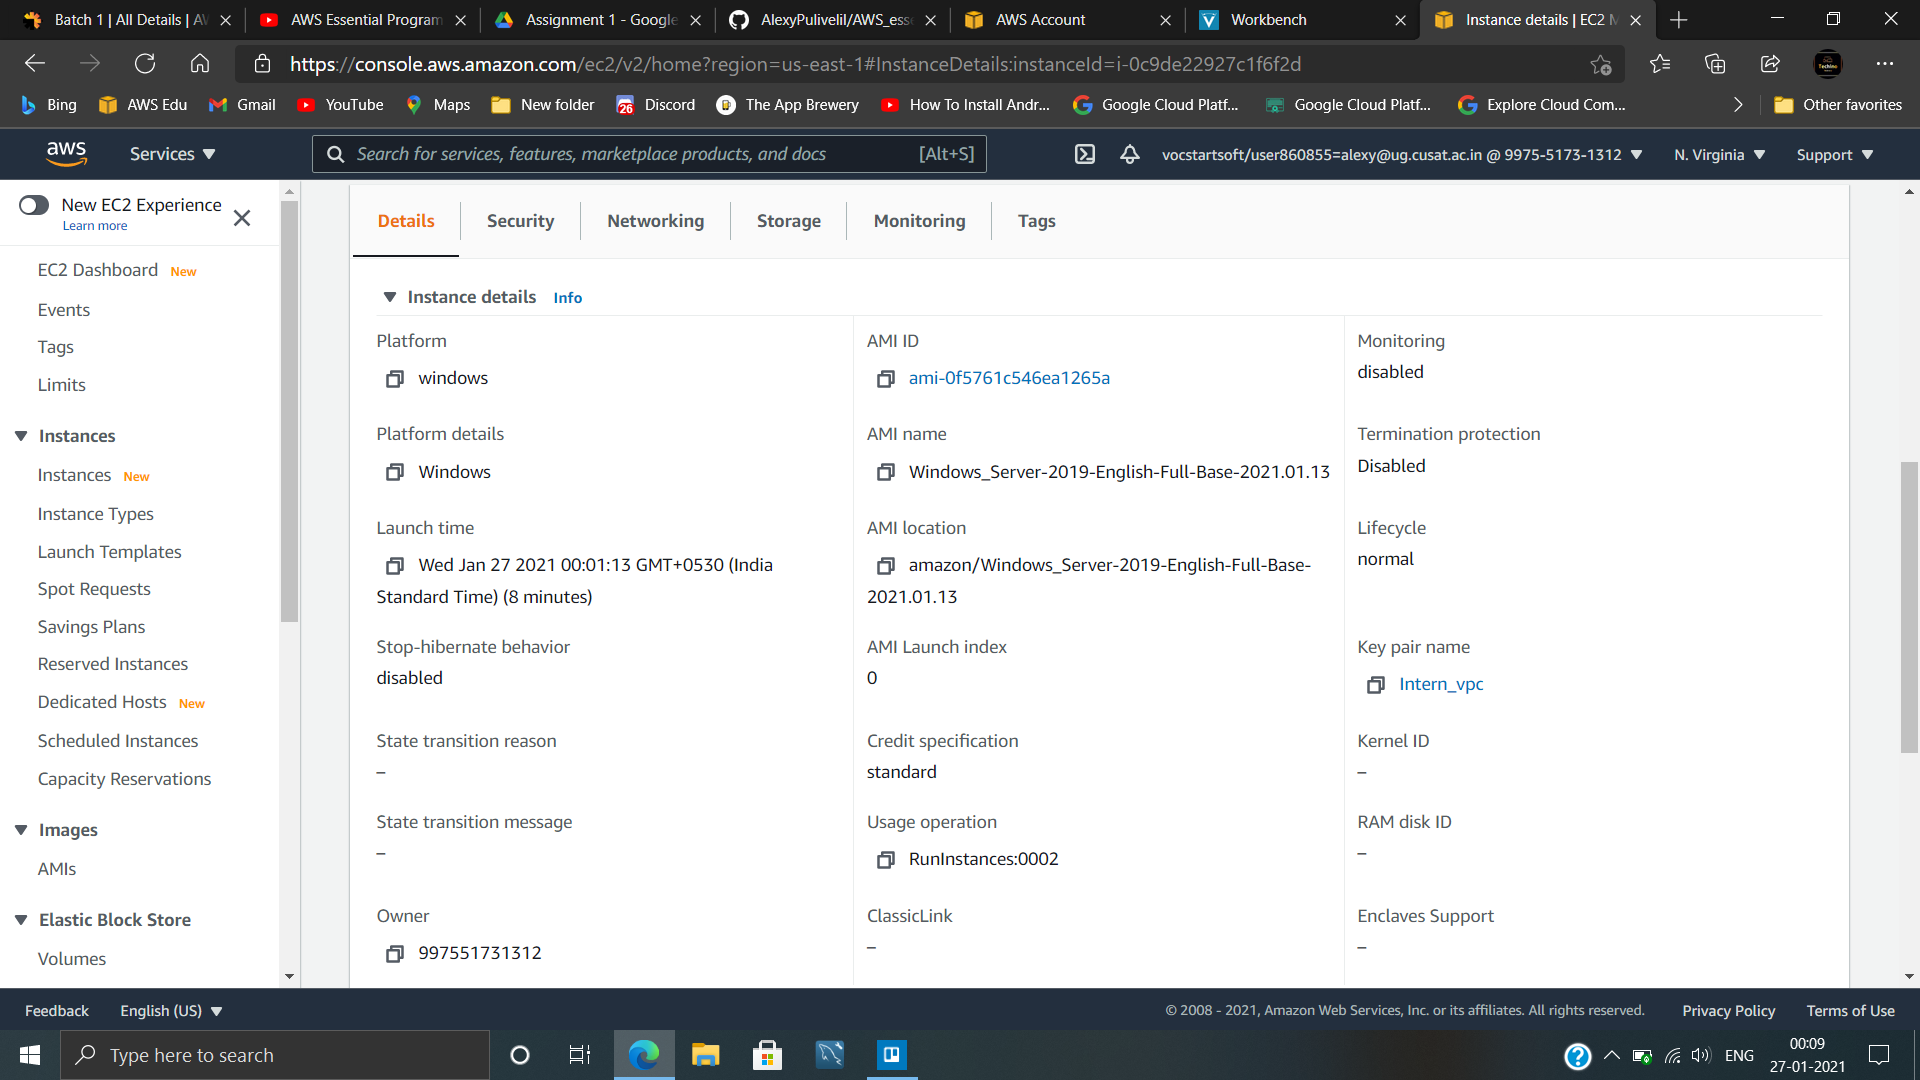 Batch 1 | All Details | AV
AWS Essential Program
Assignment 1 - Google
AlexyPulivelil/AWS_esse
AWS Account
Workbench
Instance details | EC2 M
https://console.aws.amazon.com/ec2/v2/home?region=us-east-1#InstanceDetails:instanceId=i-0c9de22927c1f6f2d
Bing
AWS Edu
Gmail
YouTube
Maps
New folder
26
Discord
The App Brewery
How To Install Andr...
Google Cloud Platf...
Google Cloud Platf...
Explore Cloud Com...
Other favorites
aws
Services
Search for services, features, marketplace products, and docs
[Alt+S]
vocstartsoft/user860855=alexy@ug.cusat.ac.in @ 9975-5173-1312
N. Virginia
Support
New EC2 Experience
Learn more
EC2 Dashboard New
Events
Tags
Limits
Instances
Instances New
Instance Types
Launch Templates
Spot Requests
Savings Plans
Reserved Instances
Dedicated Hosts New
Scheduled Instances
Capacity Reservations
Images
AMIs
Elastic Block Store
Volumes
Details
Security
Networking
Storage
Monitoring
Tags
Instance details Info
Platform
windows
AMI ID
ami-0f5761c546ea1265a
Monitoring
disabled
Platform details
Windows
AMI name
Windows_Server-2019-English-Full-Base-2021.01.13
Termination protection
Disabled
Launch time
Wed Jan 27 2021 00:01:13 GMT+0530 (India
Standard Time) (8 minutes)
AMI location
amazon/Windows_Server-2019-English-Full-Base-
2021.01.13
Lifecycle
normal
Stop-hibernate behavior
disabled
AMI Launch index
0
Key pair name
Intern_vpc
State transition reason
–
Credit specification
standard
Kernel ID
–
State transition message
–
Usage operation
RunInstances:0002
RAM disk ID
–
Owner
997551731312
ClassicLink
–
Enclaves Support
–
Feedback
English (US)
© 2008 - 2021, Amazon Web Services, Inc. or its affiliates. All rights reserved.
Privacy Policy
Terms of Use
Type here to search
ENG
00:09
27-01-2021